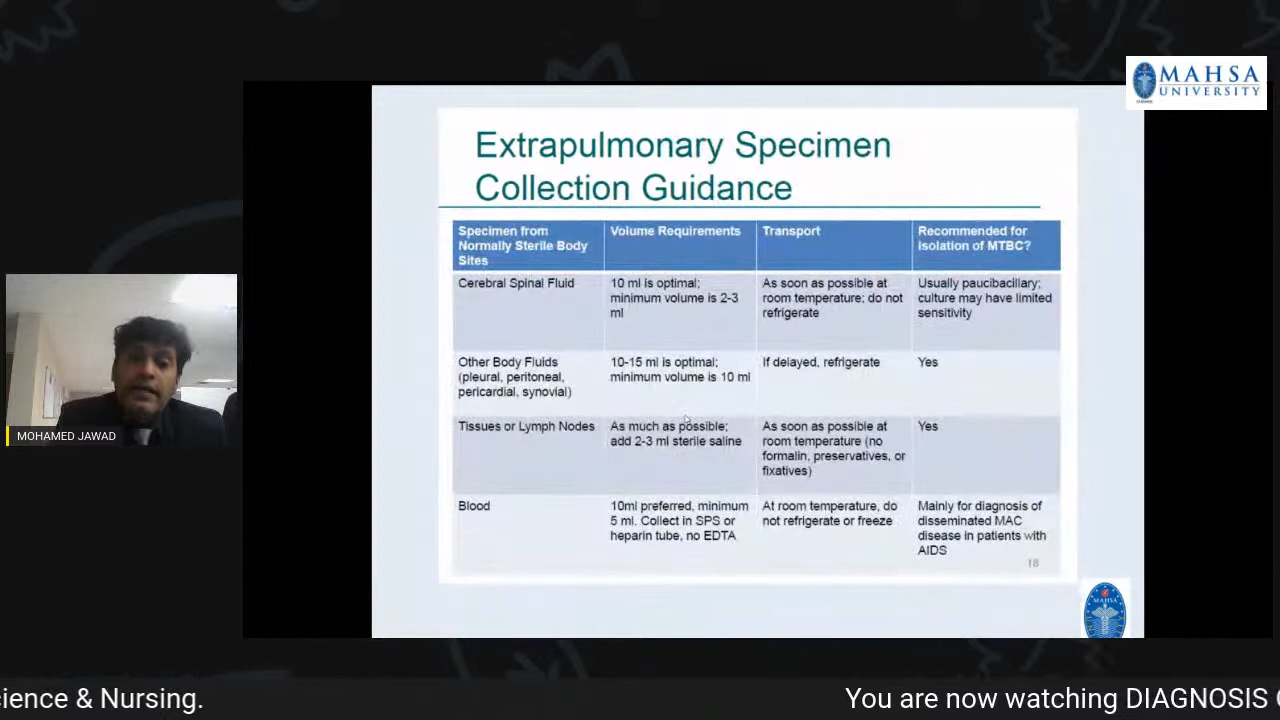 MAHSA
UNIVERSITY
Extrapulmonary Specimen
Collection Guidance
Specimen from
Normally Sterile Body
Sites
Volume Requirements
Transport
Recommended for
isolation of MTBC?
Cerebral Spinal Fluid
10 ml is optimal;
minimum volume is 2-3
ml
As soon as possible at
room temperature; do not
refrigerate
Usually paucibacillary;
culture may have limited
sensitivity
Other Body Fluids
(pleural, peritoneal,
pericardial, synovial)
10-15 ml is optimal;
minimum volume is 10 ml
If delayed, refrigerate
Yes
Tissues or Lymph Nodes
As much as possible;
add 2-3 ml sterile saline
As soon as possible at
room temperature (no
formalin, preservatives, or
fixatives)
Yes
Blood
10ml preferred, minimum
5 ml. Collect in SPS or
heparin tube, no EDTA
At room temperature, do
not refrigerate or freeze
Mainly for diagnosis of
disseminated MAC
disease in patients with
AIDS
18
MOHAMED JAWAD
MAHSA
cience & Nursing.
You are now watching DIAGNOSIS